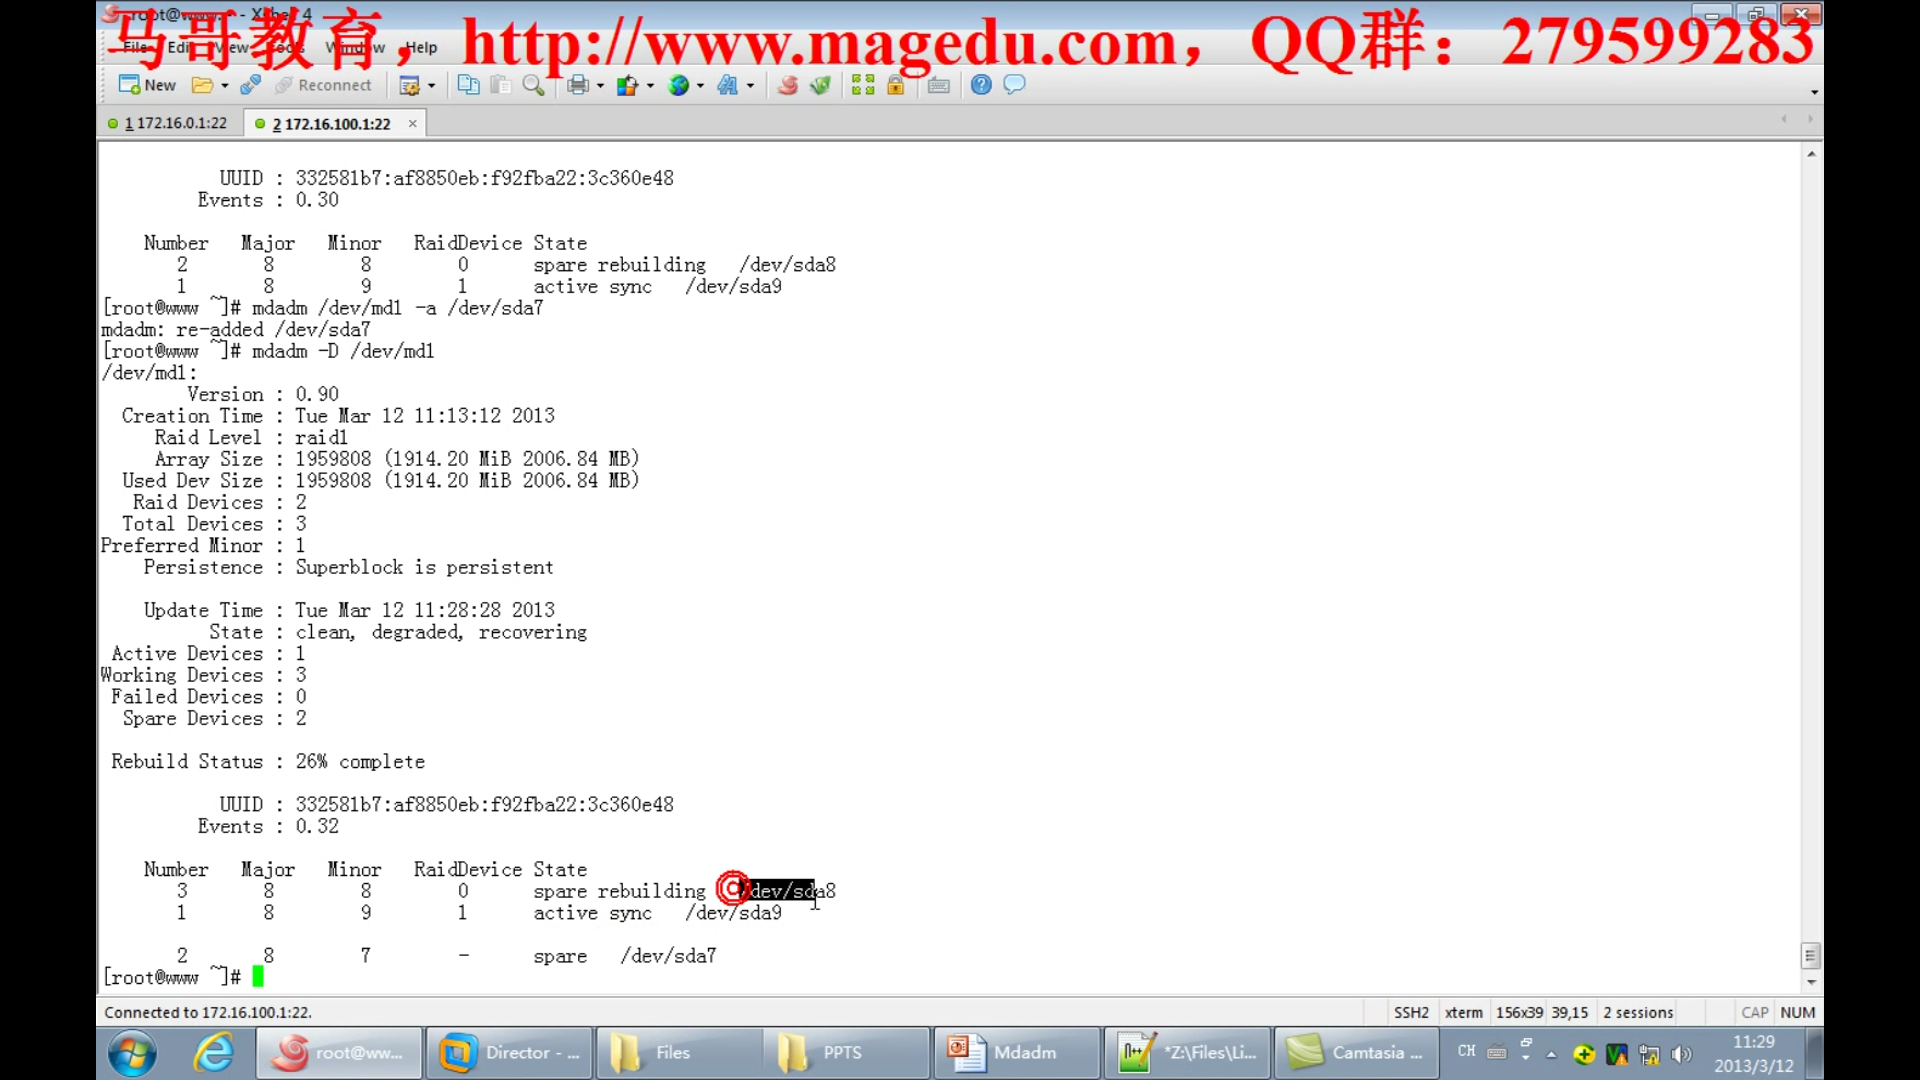 root@www:~ - Xshell 4
马哥教育，http://www.magedu.com，QQ群：279599283
File Edit View Tools Window Help
New Reconnect
1 172.16.0.1:22 2 172.16.100.1:22
UUID : 332581b7:af8850eb:f92fba22:3c360e48
Events : 0.30
Number Major Minor RaidDevice State
2 8 8 0 spare rebuilding /dev/sda8
1 8 9 1 active sync /dev/sda9
[root@www ~]# mdadm /dev/md1 -a /dev/sda7
mdadm: re-added /dev/sda7
[root@www ~]# mdadm -D /dev/md1
/dev/md1:
Version : 0.90
Creation Time : Tue Mar 12 11:13:12 2013
Raid Level : raid1
Array Size : 1959808 (1914.20 MiB 2006.84 MB)
Used Dev Size : 1959808 (1914.20 MiB 2006.84 MB)
Raid Devices : 2
Total Devices : 3
Preferred Minor : 1
Persistence : Superblock is persistent
Update Time : Tue Mar 12 11:28:28 2013
State : clean, degraded, recovering
Active Devices : 1
Working Devices : 3
Failed Devices : 0
Spare Devices : 2
Rebuild Status : 26% complete
UUID : 332581b7:af8850eb:f92fba22:3c360e48
Events : 0.32
Number Major Minor RaidDevice State
3 8 8 0 spare rebuilding /dev/sda8
1 8 9 1 active sync /dev/sda9
2 8 7 - spare /dev/sda7
[root@www ~]#
Connected to 172.16.100.1:22. SSH2 xterm 156x39 39,15 2 sessions CAP NUM
root@ww... Director - ... Files PPTS Mdadm *Z:\Files\Li... Camtasia ... CH 11:29
2013/3/12